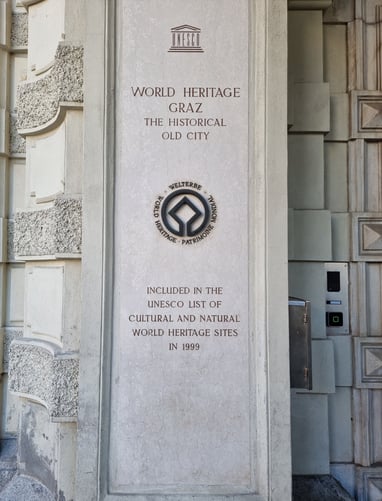 UNESCO
WORLD HERITAGE
GRAZ
THE HISTORICAL
OLD CITY
WELTERBE · WORLD HERITAGE · PATRIMOINE MONDIAL
INCLUDED IN THE
UNESCO LIST OF
CULTURAL AND NATURAL
WORLD HERITAGE SITES
IN 1999